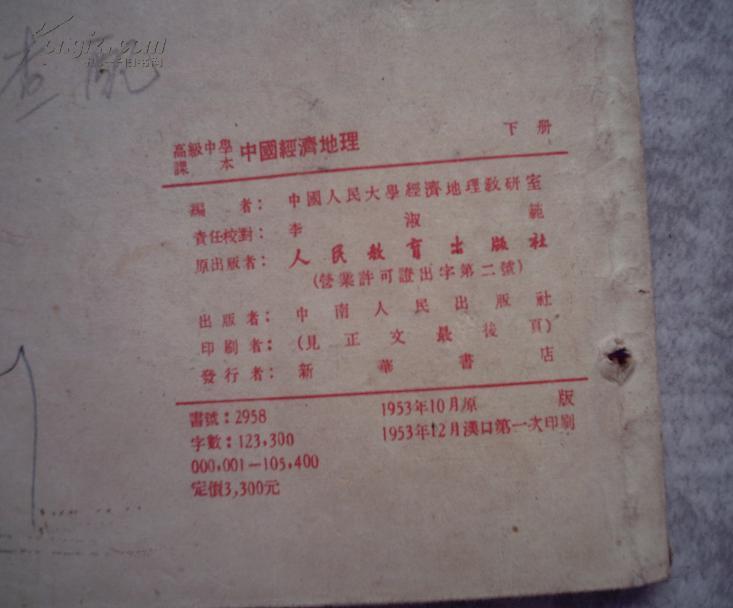 高級中學 課本 中國經濟地理 下册
編者：中國人民大學經濟地理教研室
責任校對：李淑範
原出版者：人民教育出版社
（營業許可證出字第二號）
出版者：中南人民出版社
印刷者：（見正文最後頁）
發行者：新華書店
書號：2958 1953年10月原版
字數：123,300 1953年12月漢口第一次印刷
000,001—105,400
定價3,300元